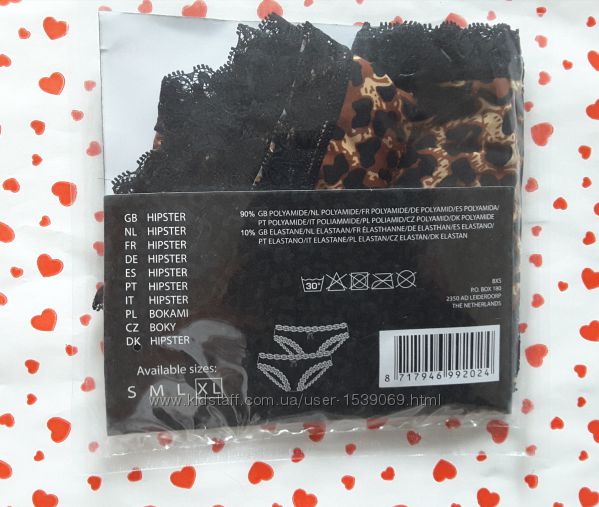 GB HIPSTER
NL HIPSTER
FR HIPSTER
DE HIPSTER
ES HIPSTER
PT HIPSTER
IT HIPSTER
PL BOKAMI
CZ BOKY
DK HIPSTER
Available sizes:
S M L XL
90% GB POLYAMIDE/NL POLYAMIDE/FR POLYAMIDE/DE POLYAMID/ES POLYAMIDA/
PT POLYAMIDE/IT POLIAMMIDE/PL POLIAMID/CZ POLYAMID/DK POLYAMIDE
10% GB ELASTANE/NL ELASTAAN/FR ÉLASTHANNE/DE ELASTHAN/ES ELASTANO/
PT ELASTANO/IT ELASTANE/PL ELASTAN/CZ ELASTAN/DK ELASTAN
30°
BXS
P.O. BOX 180
2350 AD LEIDERDORP
THE NETHERLANDS
8 717946 992024
www.kidstaff.com.ua/user-1539069.html